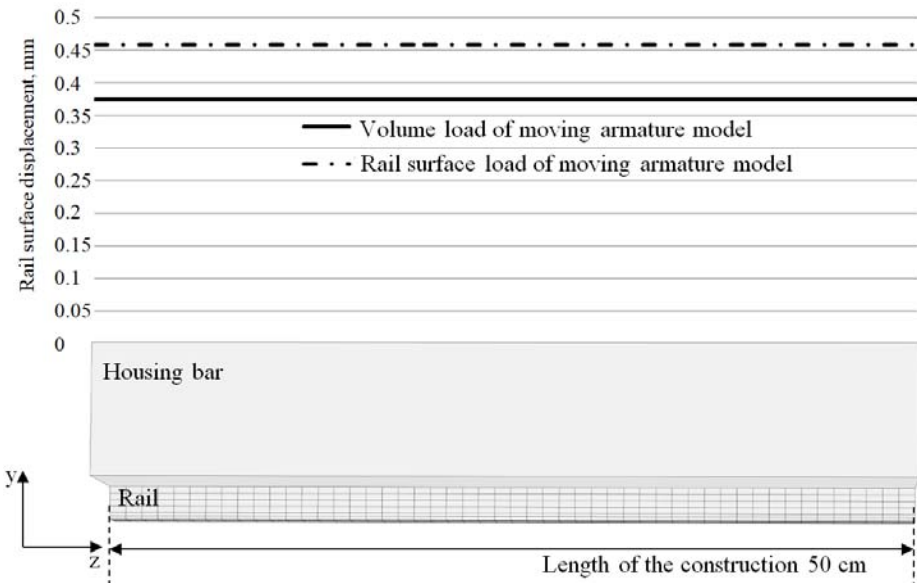 Rail surface displacement, mm
0.5
0.45
0.4
0.35
0.3
0.25
0.2
0.15
0.1
0.05
0
Volume load of moving armature model
Rail surface load of moving armature model
Housing bar
y
Rail
z
Length of the construction 50 cm